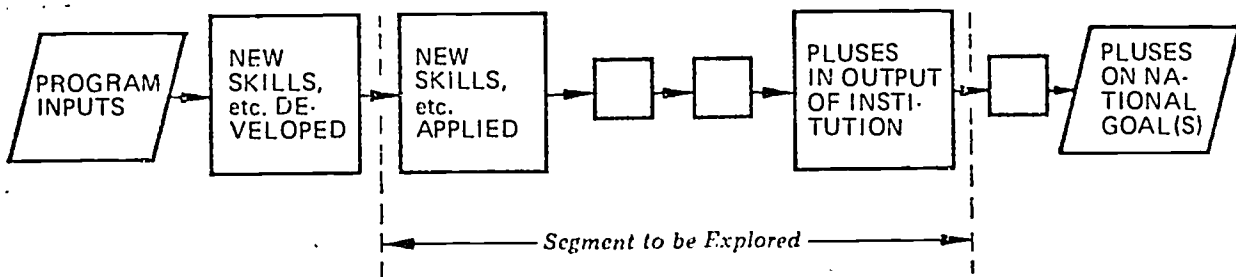 PROGRAM
INPUTS
NEW
SKILLS,
etc. DE-
VELOPED
NEW
SKILLS,
etc.
APPLIED
PLUSES
IN OUTPUT
OF INSTI-
TUTION
PLUSES
ON NA-
TIONAL
GOAL(S)
Segment to be Explored